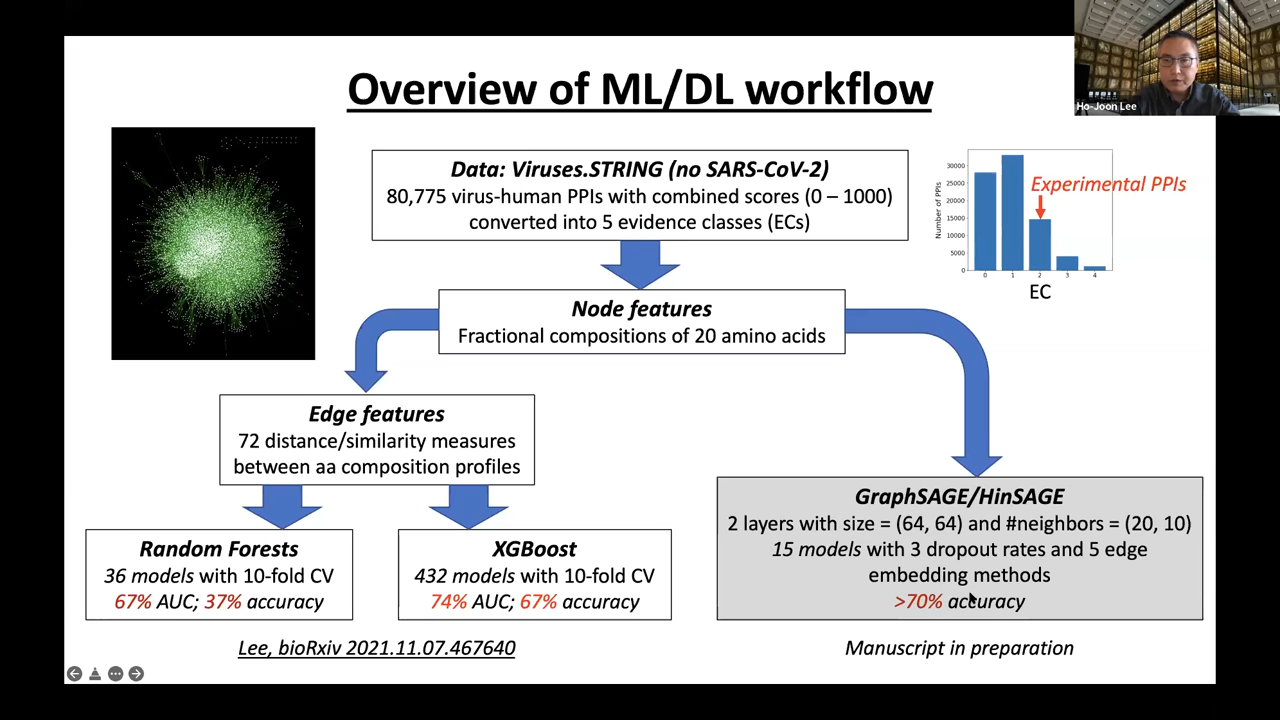 Overview of ML/DL workflow
Ho-Joon Lee
Data: Viruses.STRING (no SARS-CoV-2)
80,775 virus-human PPIs with combined scores (0 – 1000)
converted into 5 evidence classes (ECs)
Experimental PPIs
Number of PPIs
30000
25000
20000
15000
10000
5000
0
0 1 2 3 4
EC
Node features
Fractional compositions of 20 amino acids
Edge features
72 distance/similarity measures
between aa composition profiles
Random Forests
36 models with 10-fold CV
67% AUC; 37% accuracy
XGBoost
432 models with 10-fold CV
74% AUC; 67% accuracy
GraphSAGE/HinSAGE
2 layers with size = (64, 64) and #neighbors = (20, 10)
15 models with 3 dropout rates and 5 edge
embedding methods
>70% accuracy
Lee, bioRxiv 2021.11.07.467640
Manuscript in preparation